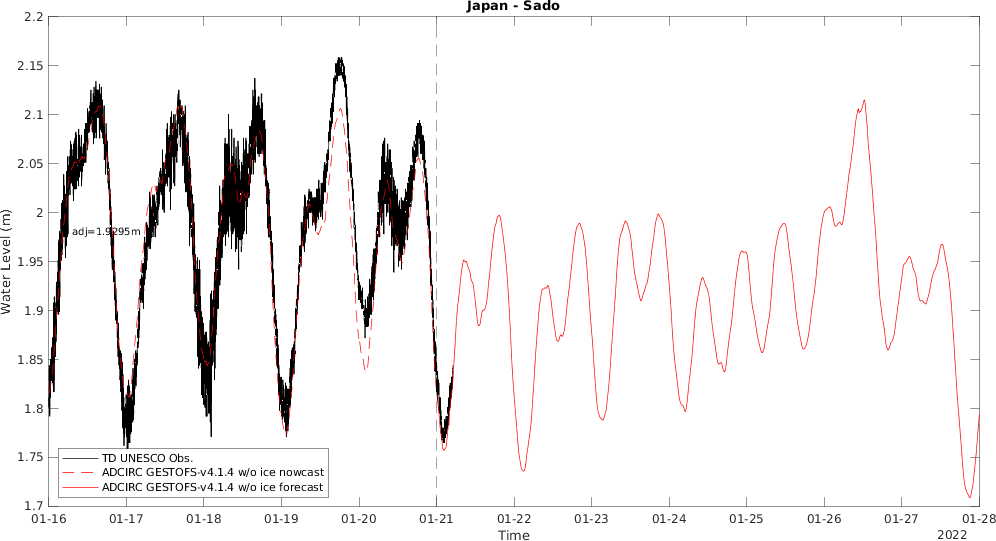 Japan - Sado
2.2
2.15
2.1
2.05
2
1.95
1.9
1.85
1.8
1.75
1.7
Water Level (m)
adj=1.9295m
TD UNESCO Obs.
ADCIRC GESTOFS-v4.1.4 w/o ice nowcast
ADCIRC GESTOFS-v4.1.4 w/o ice forecast
01-16 01-17 01-18 01-19 01-20 01-21 01-22 01-23 01-24 01-25 01-26 01-27 01-28
Time
2022